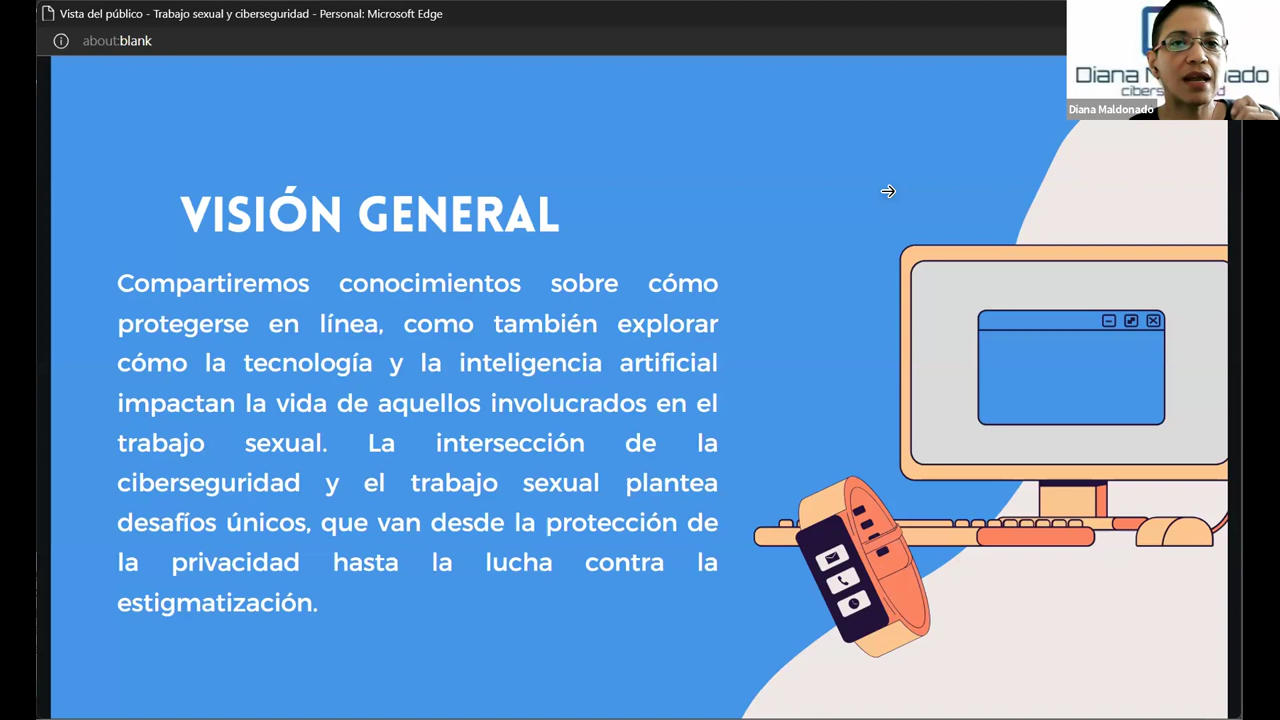 Vista del público - Trabajo sexual y ciberseguridad - Personal: Microsoft Edge
about:blank
Diana Maldonado
VISIÓN GENERAL
Compartiremos conocimientos sobre cómo
protegerse en línea, como también explorar
cómo la tecnología y la inteligencia artificial
impactan la vida de aquellos involucrados en el
trabajo sexual. La intersección de la
ciberseguridad y el trabajo sexual plantea
desafíos únicos, que van desde la protección de
la privacidad hasta la lucha contra la
estigmatización.